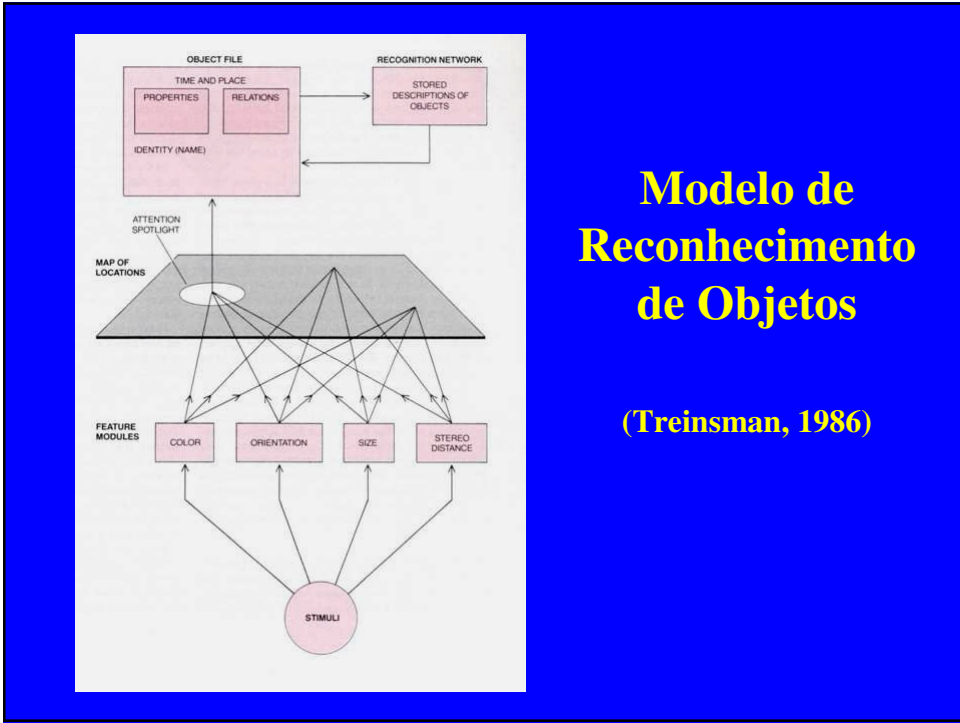 OBJECT FILE
RECOGNITION NETWORK
TIME AND PLACE
PROPERTIES
RELATIONS
STORED
DESCRIPTIONS OF
OBJECTS
IDENTITY (NAME)
ATTENTION
SPOTLIGHT
MAP OF
LOCATIONS
FEATURE
MODULES
COLOR
ORIENTATION
SIZE
STEREO
DISTANCE
STIMULI
Modelo de
Reconhecimento
de Objetos
(Treinsman, 1986)